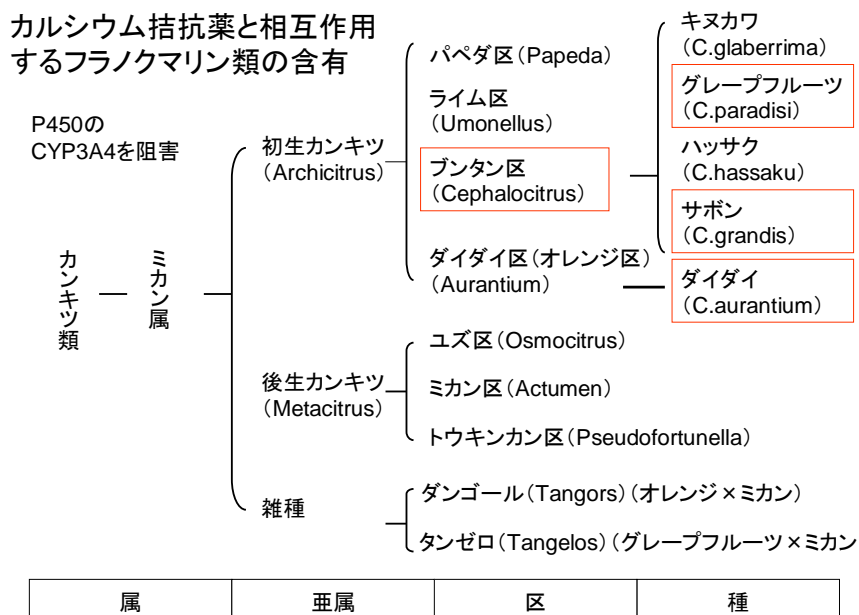 カルシウム拮抗薬と相互作用
するフラノクマリン類の含有
P450の
CYP3A4を阻害
カンキツ類
ミカン属
初生カンキツ
(Archicitrus)
後生カンキツ
(Metacitrus)
雑種
パペダ区(Papeda)
ライム区
(Umonellus)
ブンタン区
(Cephalocitrus)
ダイダイ区(オレンジ区)
(Aurantium)
ユズ区(Osmocitrus)
ミカン区(Actumen)
トウキンカン区(Pseudofortunella)
ダンゴール(Tangors)(オレンジ×ミカン)
タンゼロ(Tangelos)(グレープフルーツ×ミカン
キヌカワ
(C.glaberrima)
グレープフルーツ
(C.paradisi)
ハッサク
(C.hassaku)
サボン
(C.grandis)
ダイダイ
(C.aurantium)
属 亜属 区 種